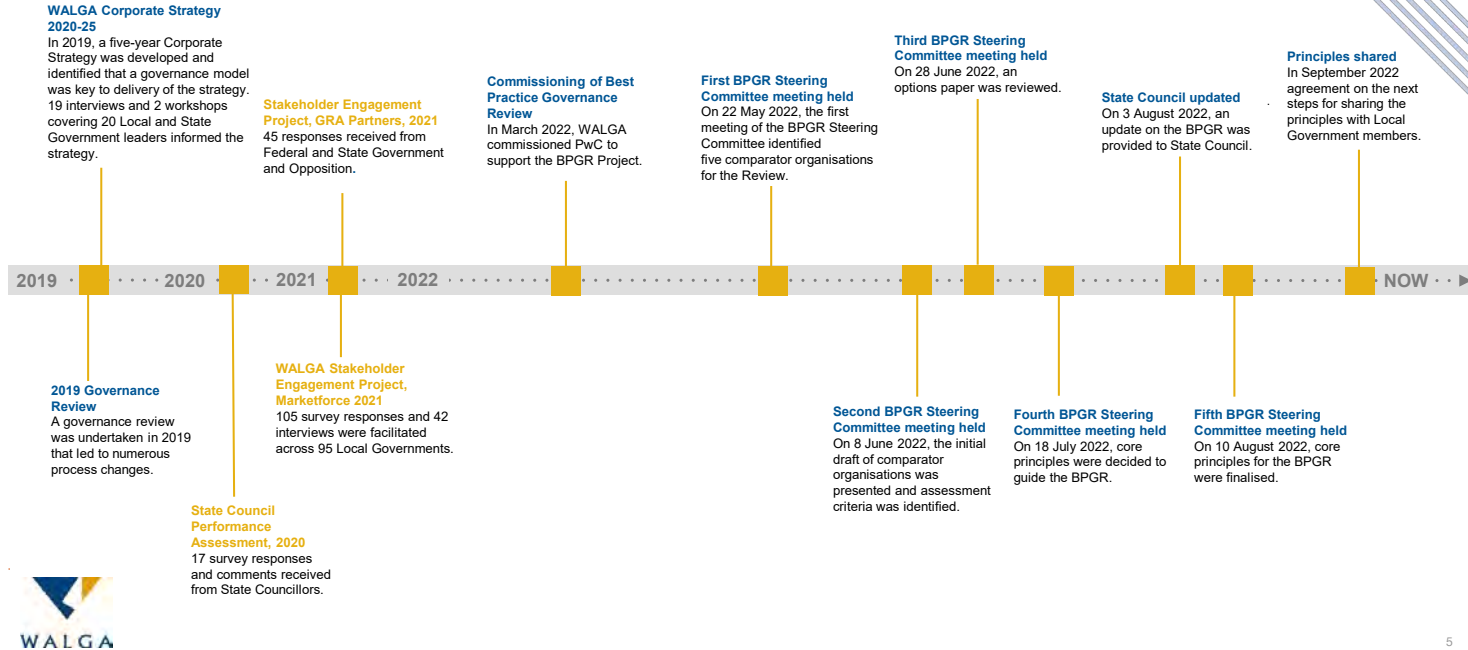 WALGA Corporate Strategy
2020-25
In 2019, a five-year Corporate
Strategy was developed and
identified that a governance model
was key to delivery of the strategy.
19 interviews and 2 workshops
covering 20 Local and State
Government leaders informed the
strategy.
Stakeholder Engagement
Project, GRA Partners, 2021
45 responses received from
Federal and State Government
and Opposition.
Commissioning of Best
Practice Governance
Review
In March 2022, WALGA
commissioned PwC to
support the BPGR Project.
First BPGR Steering
Committee meeting held
On 22 May 2022, the first
meeting of the BPGR Steering
Committee identified
five comparator organisations
for the Review.
Third BPGR Steering
Committee meeting held
On 28 June 2022, an
options paper was reviewed.
State Council updated
On 3 August 2022, an
update on the BPGR was
provided to State Council.
Principles shared
In September 2022
agreement on the next
steps for sharing the
principles with Local
Government members.
2019 2020 2021 2022 NOW
2019 Governance
Review
A governance review
was undertaken in 2019
that led to numerous
process changes.
State Council
Performance
Assessment, 2020
17 survey responses
and comments received
from State Councillors.
WALGA Stakeholder
Engagement Project,
Marketforce 2021
105 survey responses and 42
interviews were facilitated
across 95 Local Governments.
Second BPGR Steering
Committee meeting held
On 8 June 2022, the initial
draft of comparator
organisations was
presented and assessment
criteria was identified.
Fourth BPGR Steering
Committee meeting held
On 18 July 2022, core
principles were decided to
guide the BPGR.
Fifth BPGR Steering
Committee meeting held
On 10 August 2022, core
principles for the BPGR
were finalised.
WALGA
5